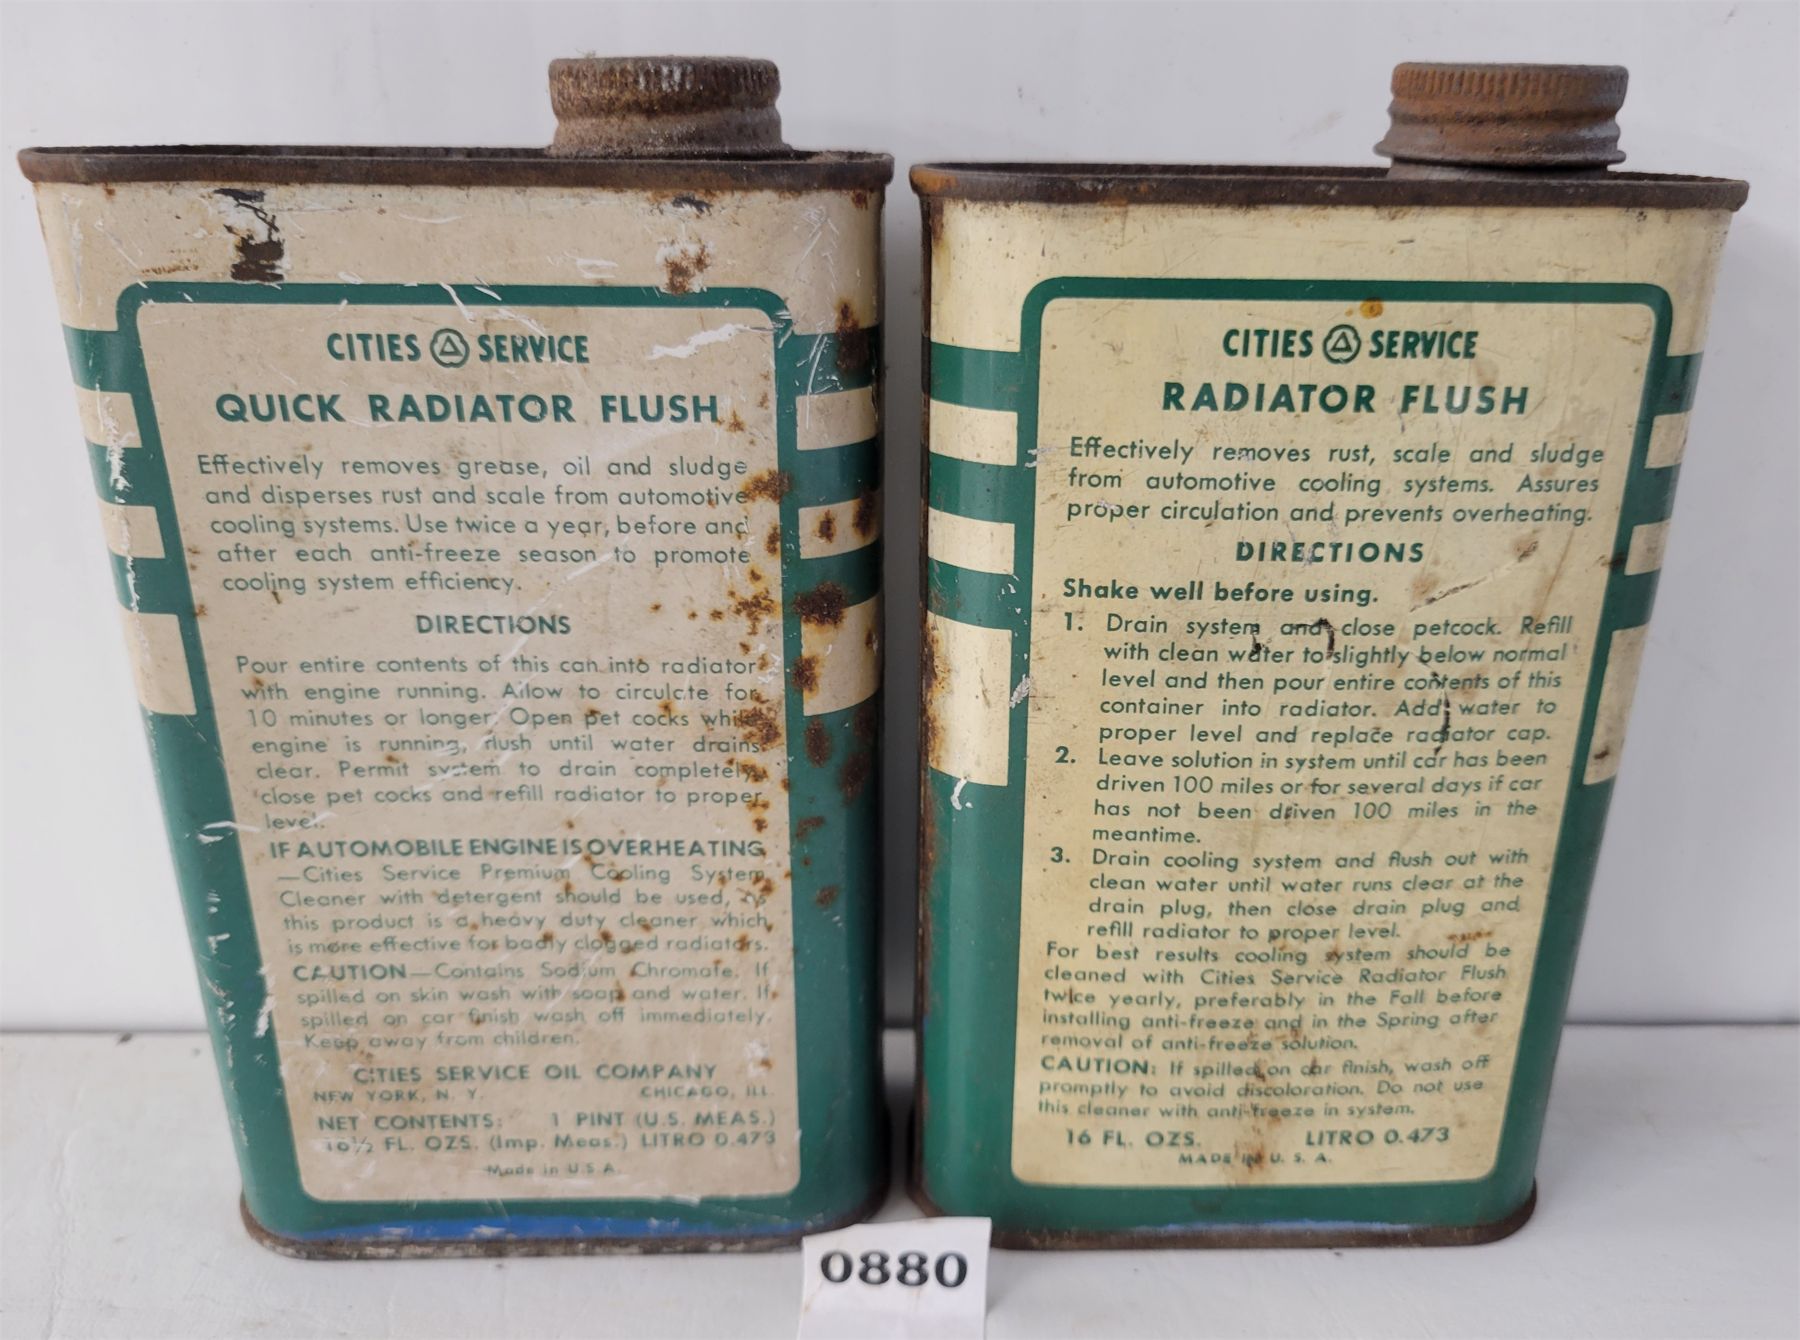 CITIES SERVICE
QUICK RADIATOR FLUSH
Effectively removes grease, oil and sludge
and disperses rust and scale from automotive
cooling systems. Use twice a year, before and
after each anti-freeze season to promote
cooling system efficiency.
DIRECTIONS
Pour entire contents of this can into radiator
with engine running. Allow to circulate for
10 minutes or longer. Open pet cocks while
engine is running, flush until water drains
clear. Permit system to drain completely,
close pet cocks and refill radiator to proper
level.
IF AUTOMOBILE ENGINE IS OVERHEATING
—Cities Service Premium Cooling System
Cleaner with detergent should be used, as
this product is a heavy duty cleaner which
is more effective for badly clogged radiators.
CAUTION—Contains Sodium Chromate. If
spilled on skin wash with soap and water. If
spilled on car finish wash off immediately.
Keep away from children.
CITIES SERVICE OIL COMPANY
NEW YORK, N. Y. CHICAGO, ILL.
NET CONTENTS: 1 PINT (U.S. MEAS.)
16½ FL. OZS. (Imp. Meas.) LITRO 0.473
Made in U.S.A.
CITIES SERVICE
RADIATOR FLUSH
Effectively removes rust, scale and sludge
from automotive cooling systems. Assures
proper circulation and prevents overheating.
DIRECTIONS
Shake well before using.
1. Drain system and close petcock. Refill
with clean water to slightly below normal
level and then pour entire contents of this
container into radiator. Add water to
proper level and replace radiator cap.
2. Leave solution in system until car has been
driven 100 miles or for several days if car
has not been driven 100 miles in the
meantime.
3. Drain cooling system and flush out with
clean water until water runs clear at the
drain plug, then close drain plug and
refill radiator to proper level.
For best results cooling system should be
cleaned with Cities Service Radiator Flush
twice yearly, preferably in the Fall before
installing anti-freeze and in the Spring after
removal of anti-freeze solution.
CAUTION: If spilled on car finish, wash off
promptly to avoid discoloration. Do not use
this cleaner with anti-freeze in system.
16 FL. OZS. LITRO 0.473
MADE IN U. S. A.
0880